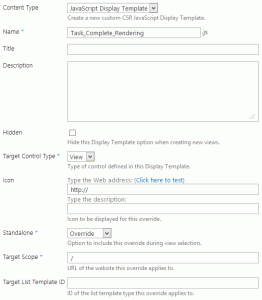 Content Type
JavaScript Display Template
Create a new custom CSR JavaScript Display Template.
Name *
Task_Complete_Rendering
.js
Title
Description
Hidden
Hide this Display Template option when creating new views.
Target Control Type *
View
Type of control defined in this Display Template.
Icon
Type the Web address: (Click here to test)
http://
Type the description:
Icon to be displayed for this override.
Standalone *
Override
Option to include this override during view selection.
Target Scope *
/
URL of the website this override applies to.
Target List Template ID
ID of the list template type this override applies to.